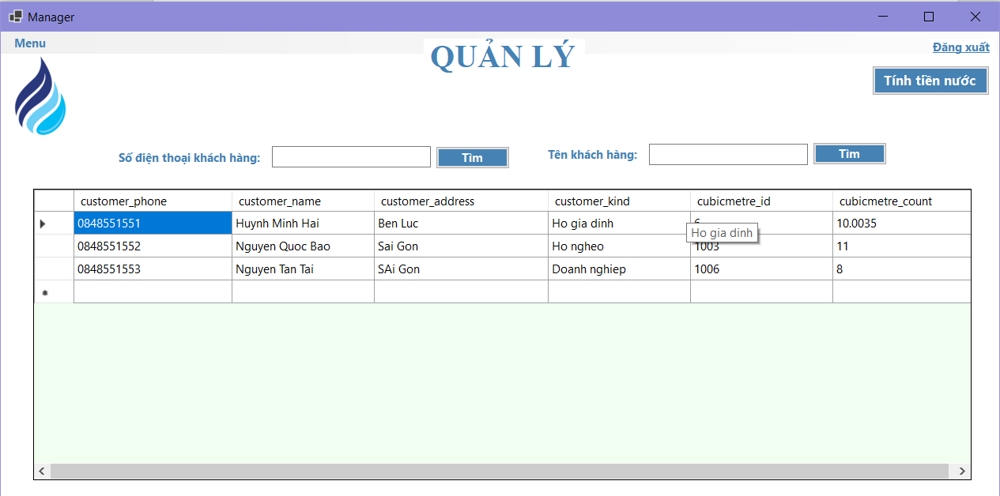 Manager
Menu
QUẢN LÝ
Đăng xuất
Tính tiền nước
Số điện thoại khách hàng: Tìm Tên khách hàng: Tìm
customer_phone customer_name customer_address customer_kind cubicmetre_id cubicmetre_count
0848551551 Huynh Minh Hai Ben Luc Ho gia dinh 6 10.0035
Ho gia dinh
0848551552 Nguyen Quoc Bao Sai Gon Ho ngheo 1003 11
0848551553 Nguyen Tan Tai SAi Gon Doanh nghiep 1006 8